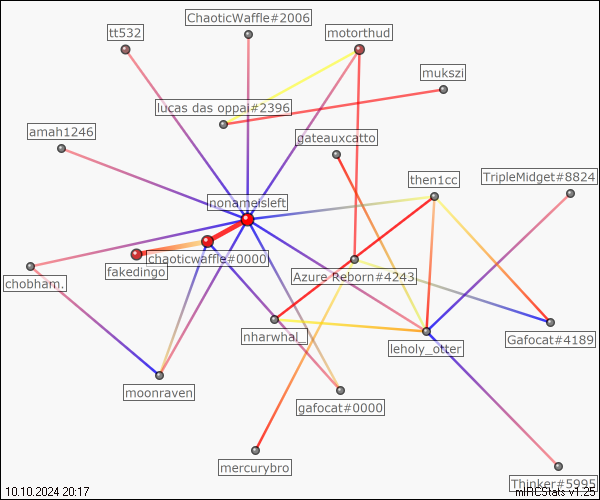 ChaoticWaffle#2006
tt532
motorthud
mukszi
lucas das oppai#2396
amah1246
gateauxcatto
then1cc
TripleMidget#8824
nonameisleft
chaoticwaffle#0000
fakedingo
Azure Reborn#4243
chobham.
nharwhal_
Gafocat#4189
leholy_otter
moonraven
gafocat#0000
mercurybro
Thinker#5995
10.10.2024 20:17
mIRCStats v1.25